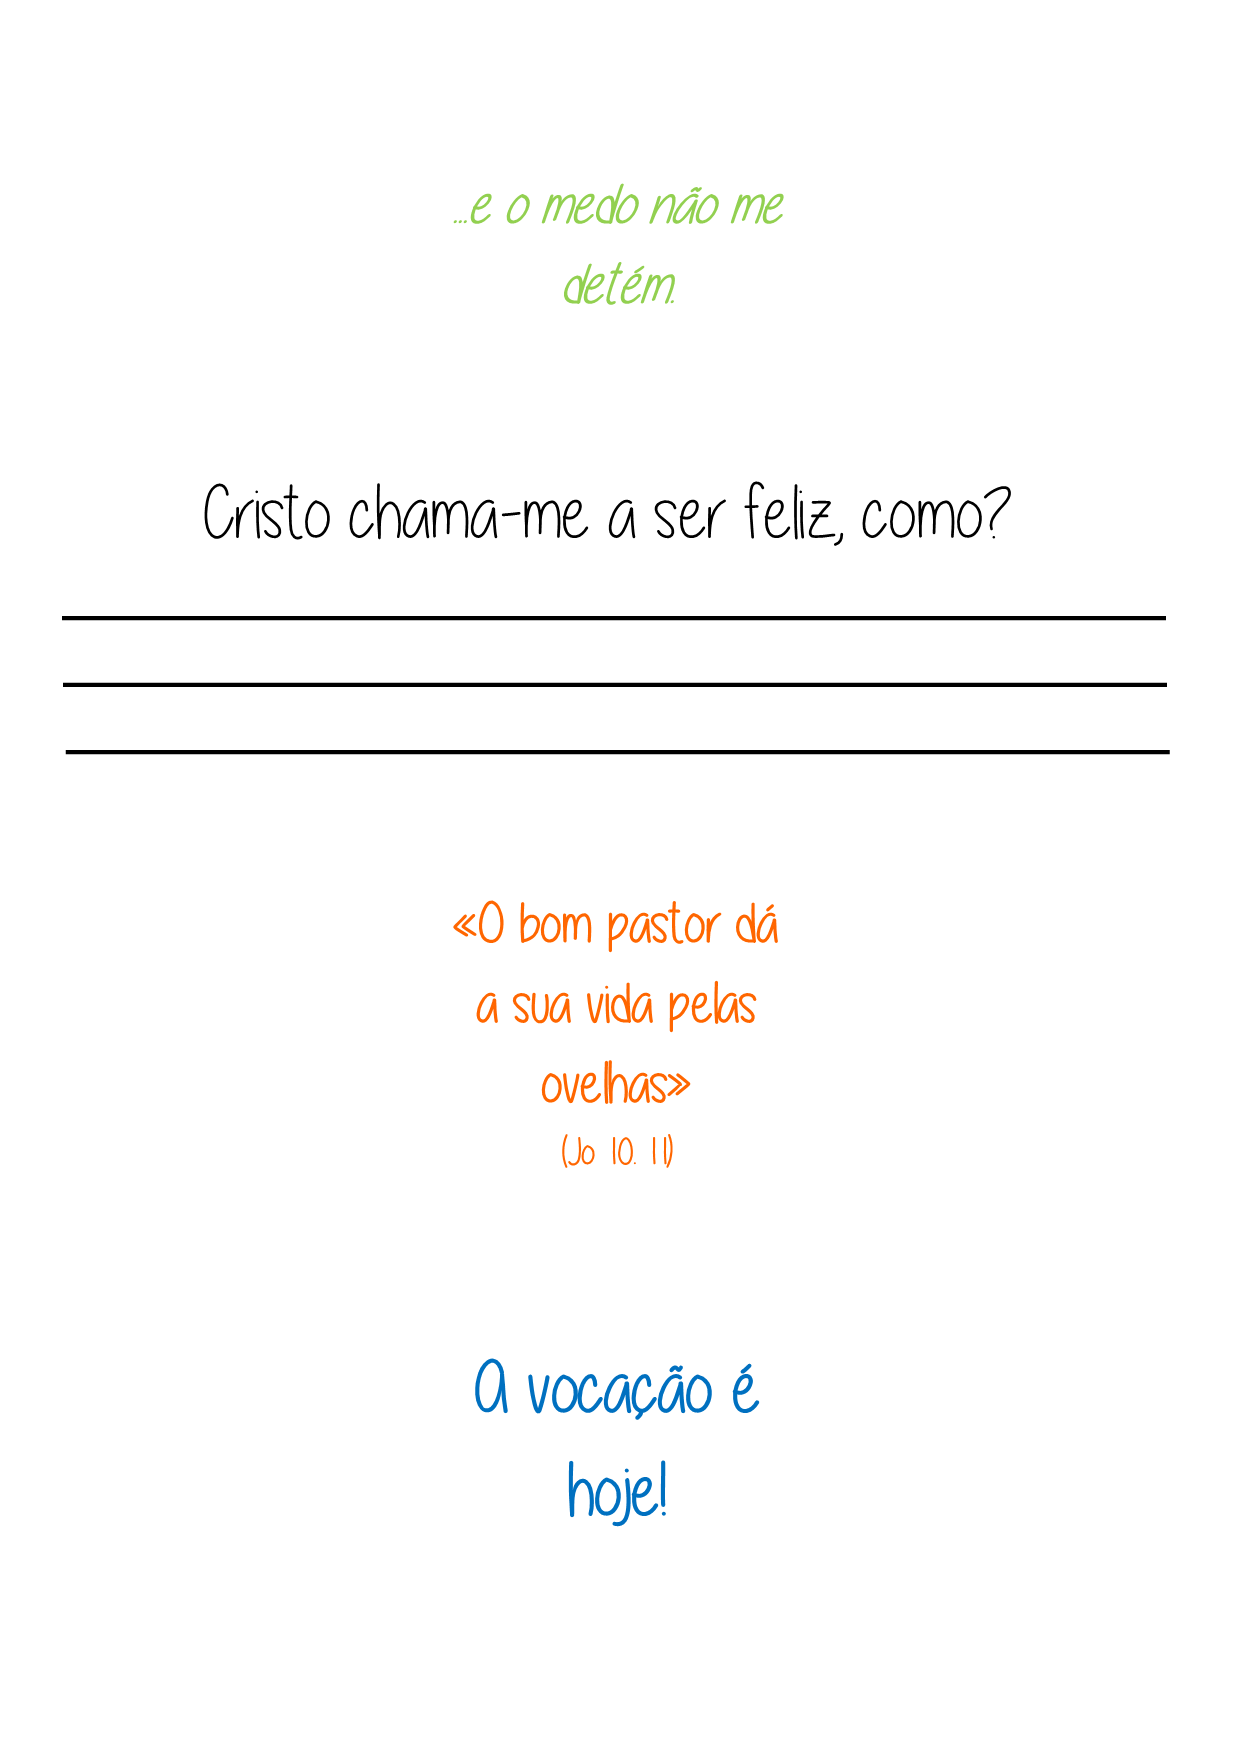 ...e o medo não me
detém.
Cristo chama-me a ser feliz, como?
«O bom pastor dá
a sua vida pelas
ovelhas»
(Jo 10. 11)
A vocação é
hoje!